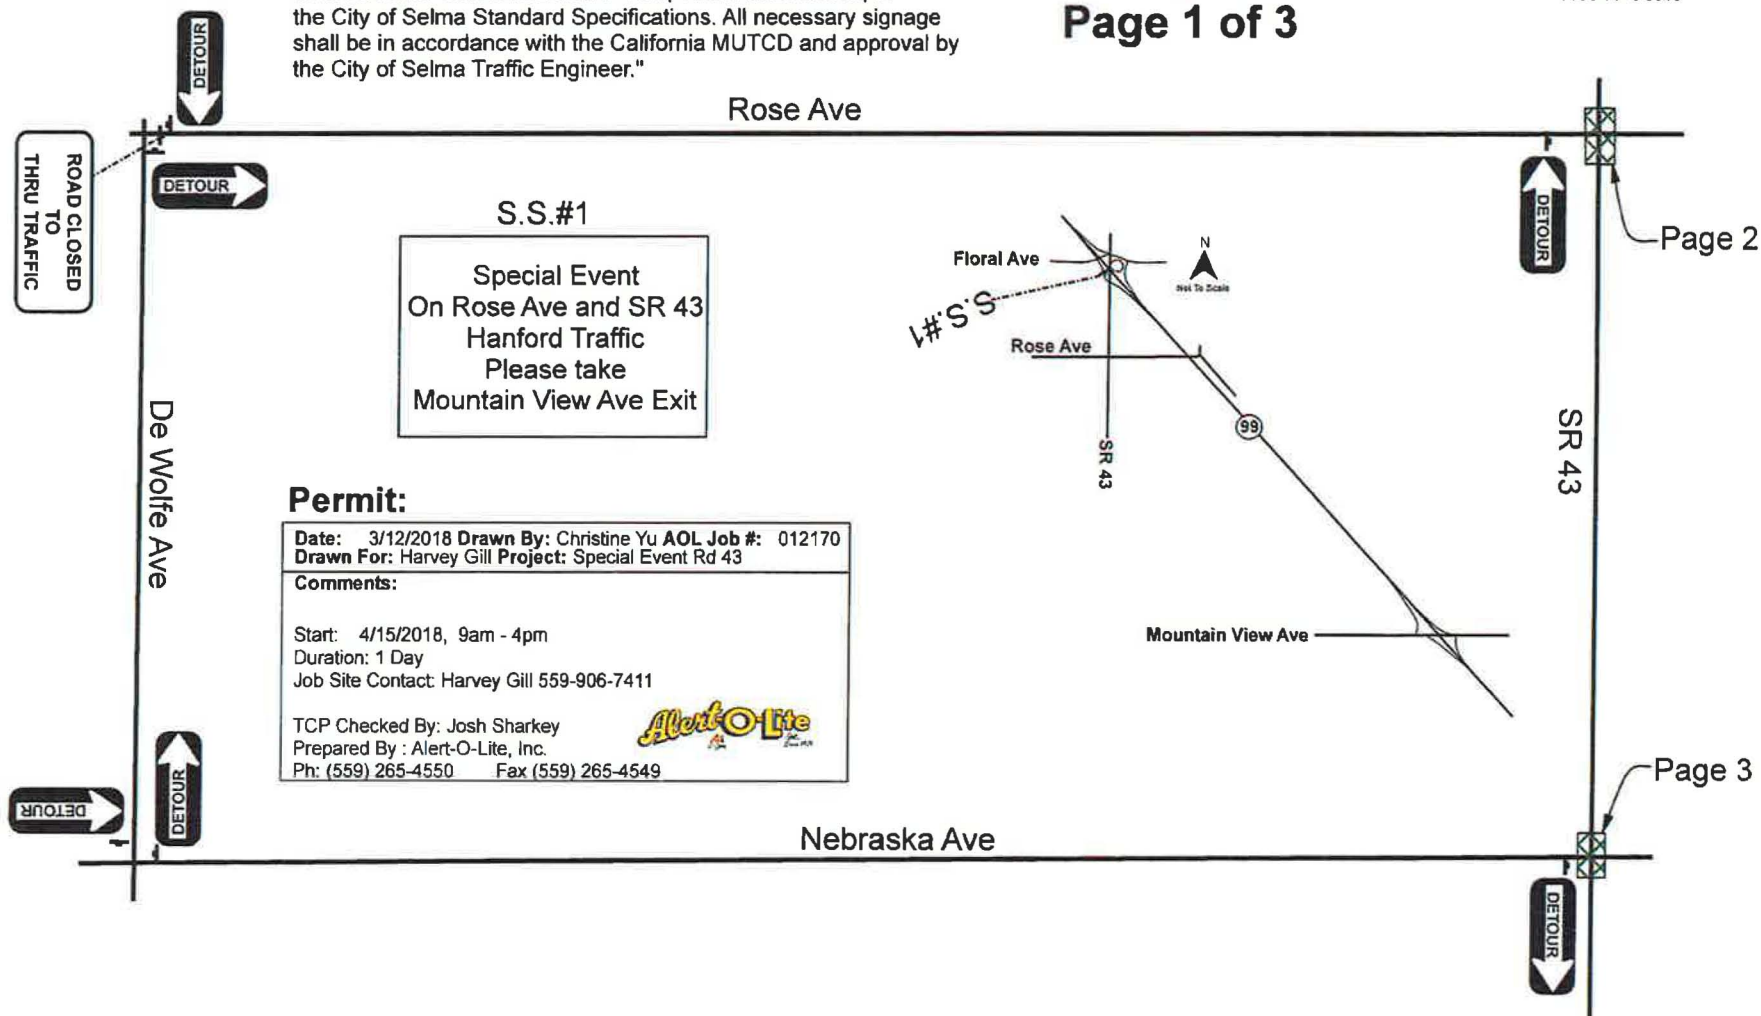 the City of Selma Standard Specifications. All necessary signage
shall be in accordance with the California MUTCD and approval by
the City of Selma Traffic Engineer."
Page 1 of 3
DETOUR
Rose Ave
ROAD CLOSED
TO
THRU TRAFFIC
DETOUR
DETOUR
Page 2
S.S.#1
Special Event
On Rose Ave and SR 43
Hanford Traffic
Please take
Mountain View Ave Exit
Floral Ave
N
Not To Scale
S.S.#1
Rose Ave
SR 43
99
Mountain View Ave
SR 43
De Wolfe Ave
Permit:
Date: 3/12/2018 Drawn By: Christine Yu AOL Job #: 012170
Drawn For: Harvey Gill Project: Special Event Rd 43
Comments:
Start: 4/15/2018, 9am - 4pm
Duration: 1 Day
Job Site Contact: Harvey Gill 559-906-7411
TCP Checked By: Josh Sharkey
Prepared By : Alert-O-Lite, Inc.
Ph: (559) 265-4550 Fax (559) 265-4549
Alert-O-Lite
DETOUR
DETOUR
Nebraska Ave
Page 3
DETOUR